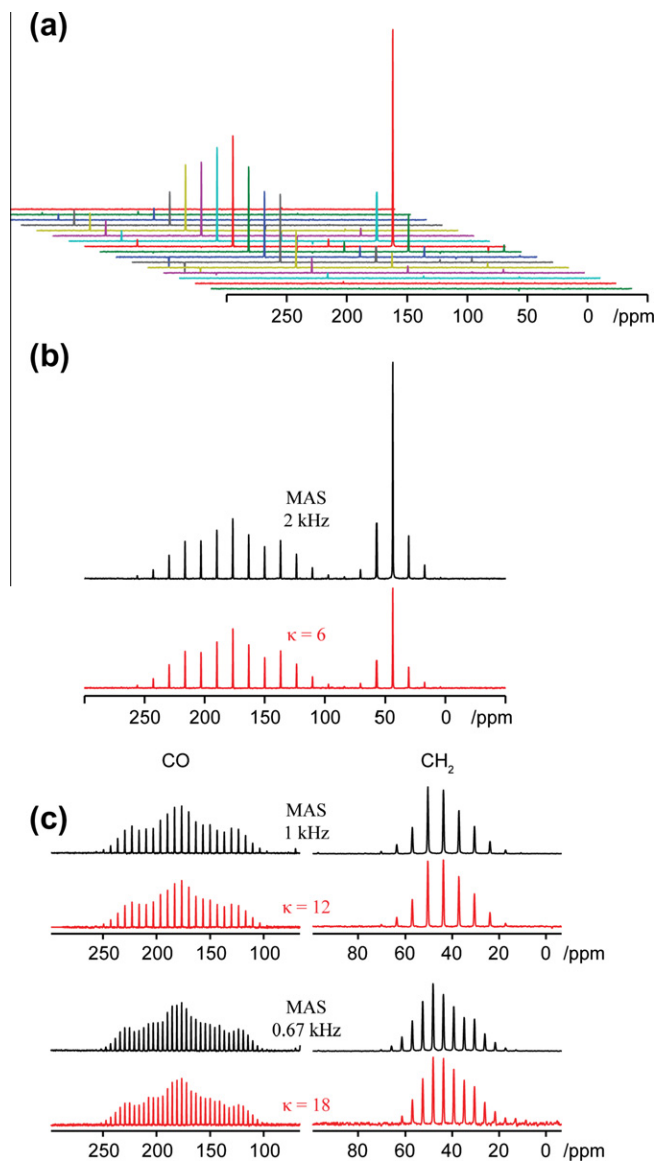 (a)
250 200 150 100 50 0 /ppm
(b)
MAS
2 kHz
κ = 6
250 200 150 100 50 0 /ppm
CO CH₂
(c)
MAS
1 kHz
κ = 12
200 150 100 80 60 40 20 0 /ppm
MAS
0.67 kHz
κ = 18
200 150 100 80 60 40 20 0 /ppm